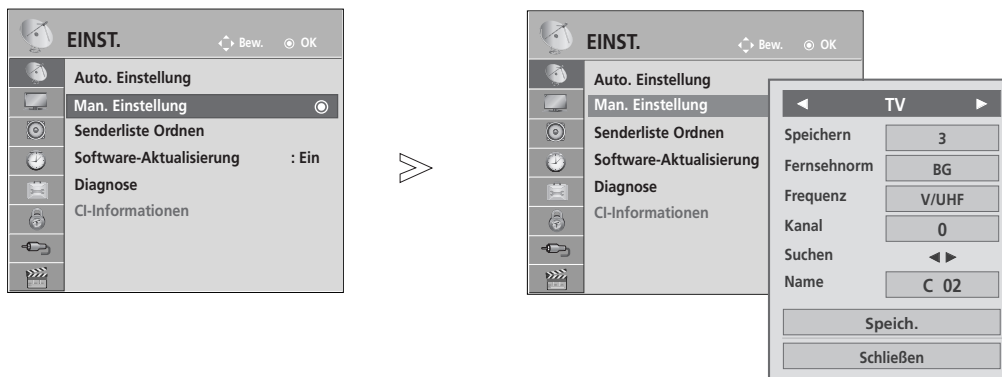 EINST. Bew. OK
Auto. Einstellung
Man. Einstellung
Senderliste Ordnen
Software-Aktualisierung : Ein
Diagnose
CI-Informationen
EINST. Bew. OK
Auto. Einstellung
Man. Einstellung
Senderliste Ordnen
Software-Aktualisierung
Diagnose
CI-Informationen
◀ TV ▶
Speichern 3
Fernsehnorm BG
Frequenz V/UHF
Kanal 0
Suchen ◀ ▶
Name C 02
Speich.
Schließen